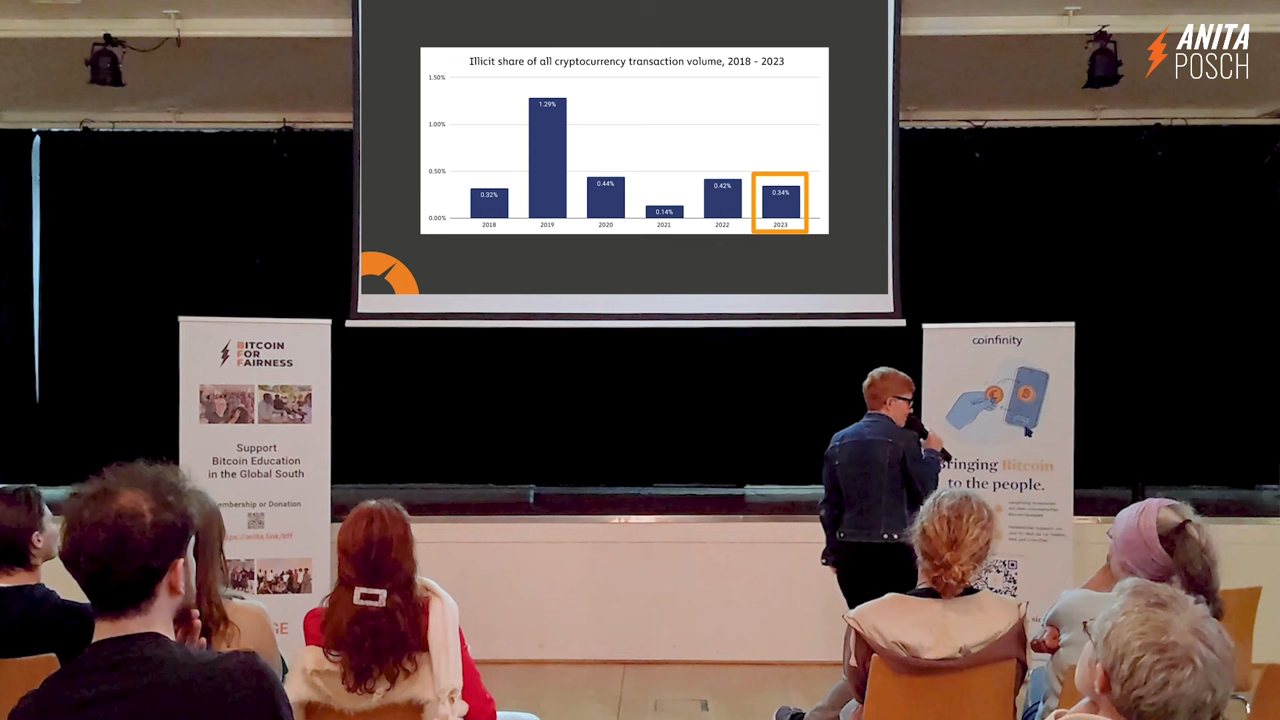 ANITA
POSCH
Illicit share of all cryptocurrency transaction volume, 2018 - 2023
1.50%
1.00%
0.50%
0.00%
0.32%
1.29%
0.44%
0.14%
0.42%
0.34%
2018
2019
2020
2021
2022
2023
BITCOIN
FOR
FAIRNESS
Support
Bitcoin Education
in the Global South
embership or Donation
coinfinity
Bringing Bitcoin
to the people.